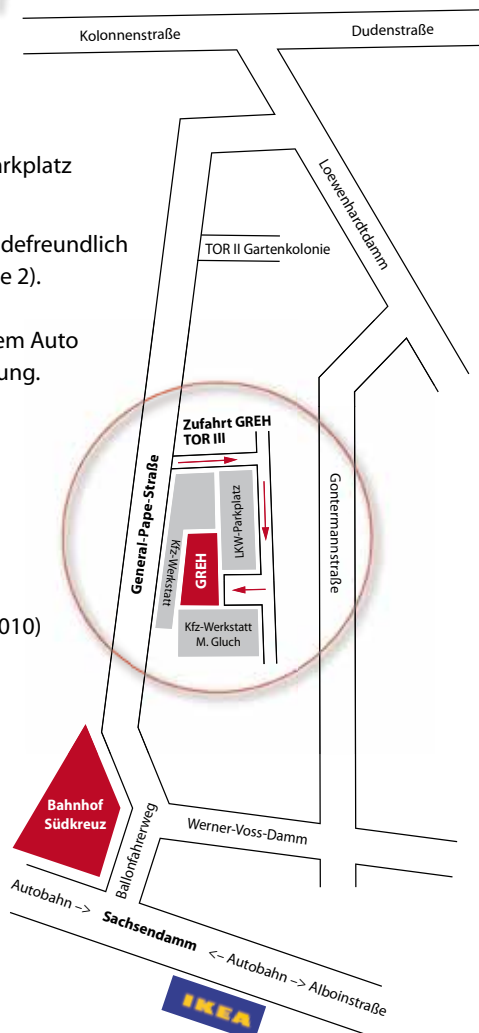 Kolonnenstraße
Dudenstraße
arkplatz
Loewenhardtdamm
defreundlich
TOR II Gartenkolonie
e 2).
em Auto
ung.
Zufahrt GREH
TOR III
General-Pape-Straße
Kfz-Werkstatt
GREH
LKW-Parkplatz
Gontermannstraße
Kfz-Werkstatt
M. Gluch
010)
Bahnhof
Südkreuz
Ballonfahrerweg
Werner-Voss-Damm
Autobahn –> Sachsendamm <– Autobahn –> Alboinstraße
IKEA